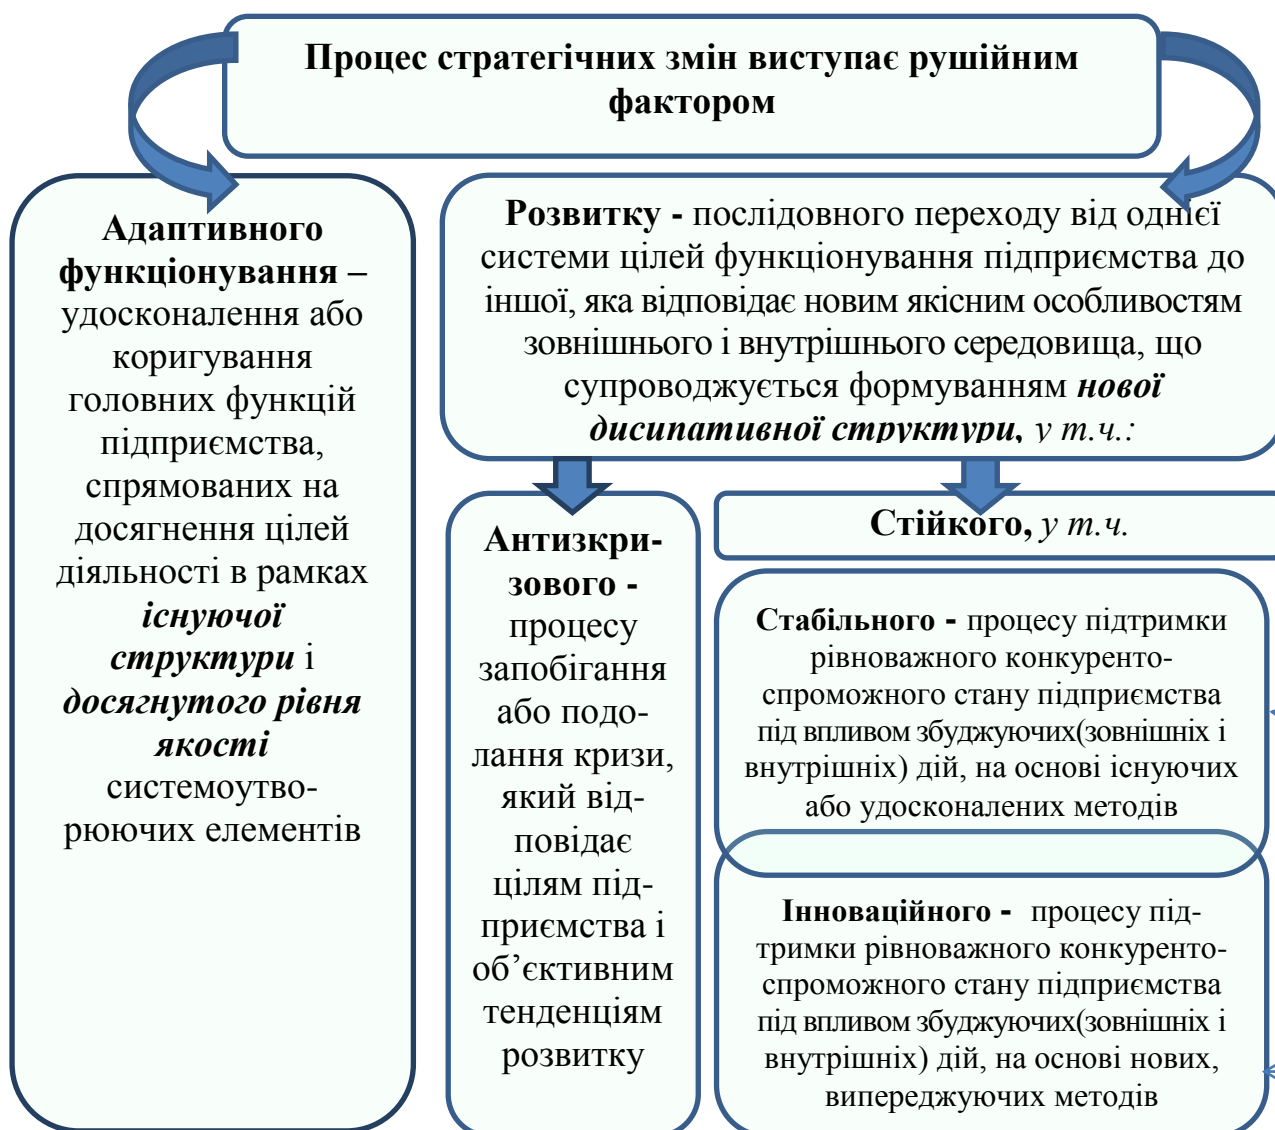 Процес стратегічних змін виступає рушійним
фактором
Адаптивного
функціонування –
удосконалення або
коригування
головних функцій
підприємства,
спрямованих на
досягнення цілей
діяльності в рамках
існуючої
структури і
досягнутого рівня
якості
системоутво-
рюючих елементів
Розвитку - послідовного переходу від однієї
системи цілей функціонування підприємства до
іншої, яка відповідає новим якісним особливостям
зовнішнього і внутрішнього середовища, що
супроводжується формуванням нової
дисипативної структури, у т.ч.:
Антизкри-
зового -
процесу
запобігання
або подо-
лання кризи,
який від-
повідає
цілям під-
приємства і
об’єктивним
тенденціям
розвитку
Стійкого, у т.ч.
Стабільного - процесу підтримки
рівноважного конкуренто-
спроможного стану підприємства
під впливом збуджуючих(зовнішніх і
внутрішніх) дій, на основі існуючих
або удосконалених методів
Інноваційного - процесу під-
тримки рівноважного конкуренто-
спроможного стану підприємства
під впливом збуджуючих(зовнішніх і
внутрішніх) дій, на основі нових,
випереджуючих методів